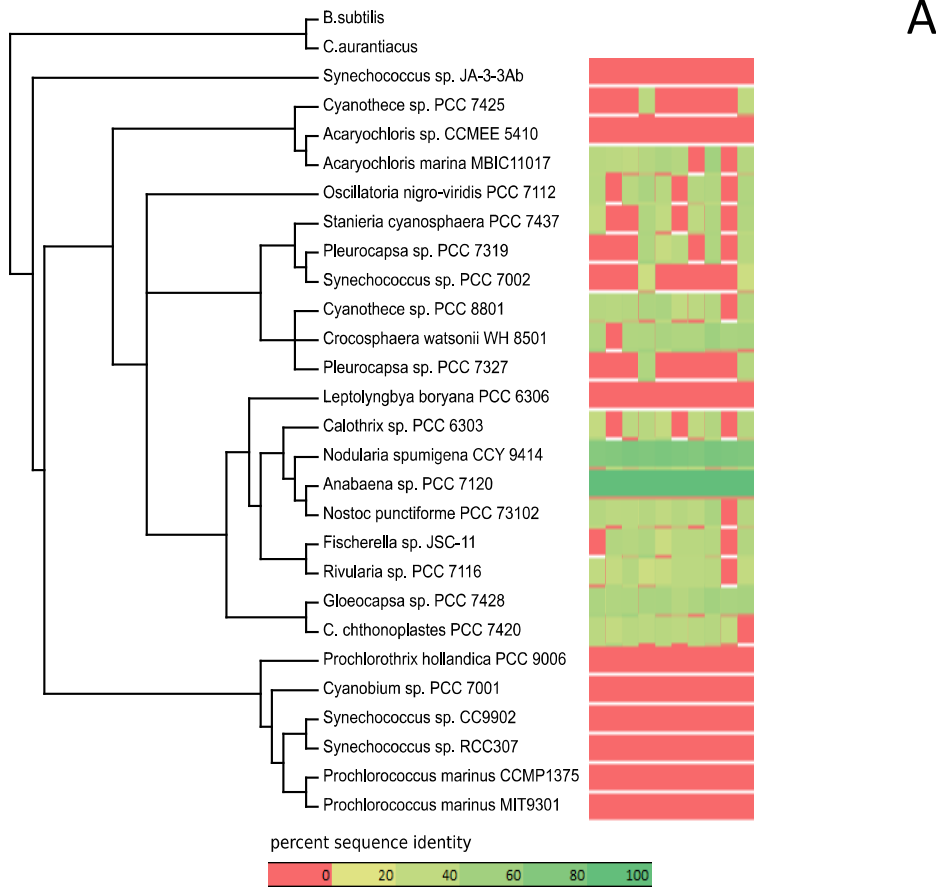 A
B.subtilis
C.aurantiacus
Synechococcus sp. JA-3-3Ab
Cyanothece sp. PCC 7425
Acaryochloris sp. CCMEE 5410
Acaryochloris marina MBIC11017
Oscillatoria nigro-viridis PCC 7112
Stanieria cyanosphaera PCC 7437
Pleurocapsa sp. PCC 7319
Synechococcus sp. PCC 7002
Cyanothece sp. PCC 8801
Crocosphaera watsonii WH 8501
Pleurocapsa sp. PCC 7327
Leptolyngbya boryana PCC 6306
Calothrix sp. PCC 6303
Nodularia spumigena CCY 9414
Anabaena sp. PCC 7120
Nostoc punctiforme PCC 73102
Fischerella sp. JSC-11
Rivularia sp. PCC 7116
Gloeocapsa sp. PCC 7428
C. chthonoplastes PCC 7420
Prochlorothrix hollandica PCC 9006
Cyanobium sp. PCC 7001
Synechococcus sp. CC9902
Synechococcus sp. RCC307
Prochlorococcus marinus CCMP1375
Prochlorococcus marinus MIT9301
percent sequence identity
0 20 40 60 80 100